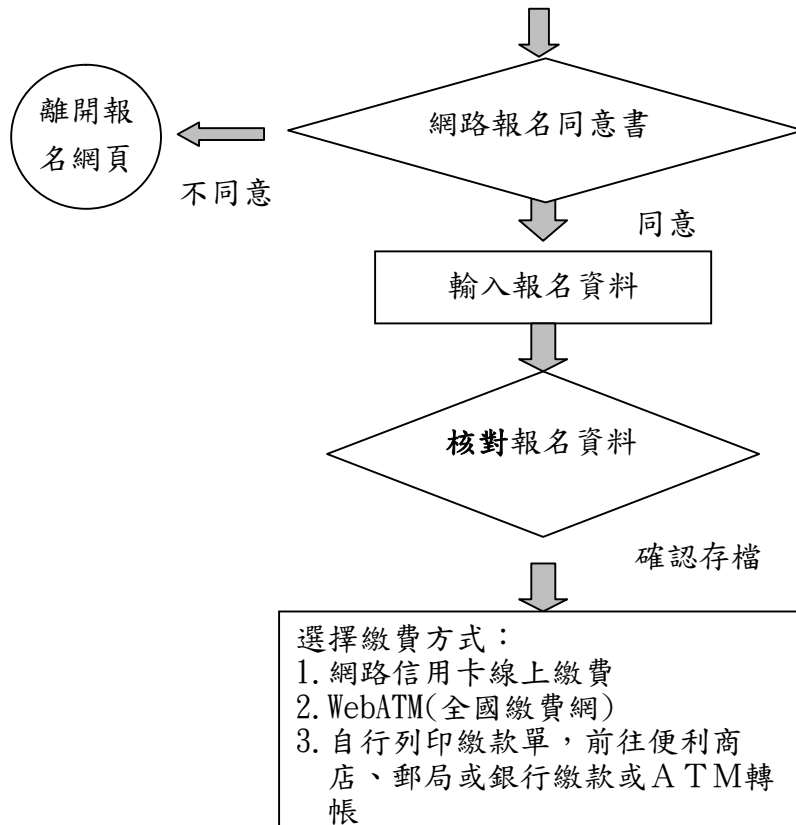 離開報
名網頁
網路報名同意書
不同意
同意
輸入報名資料
核對報名資料
確認存檔
選擇繳費方式：
1.網路信用卡線上繳費
2.WebATM(全國繳費網)
3.自行列印繳款單，前往便利商
店、郵局或銀行繳款或ＡＴＭ轉
帳